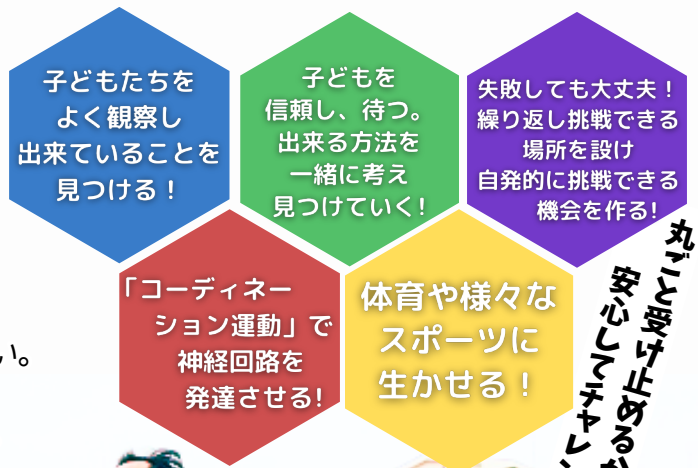 子どもたちを
よく観察し
出来ていることを
見つける！
子どもを
信頼し、待つ。
出来る方法を
一緒に考え
見つけていく!
失敗しても大丈夫！
繰り返し挑戦できる
場所を設け
自発的に挑戦できる
機会を作る!
「コーディネー
ション運動」で
神経回路を
発達させる!
体育や様々な
スポーツに
生かせる！
い。
丸ごと受け止めるか
安心してチャレン